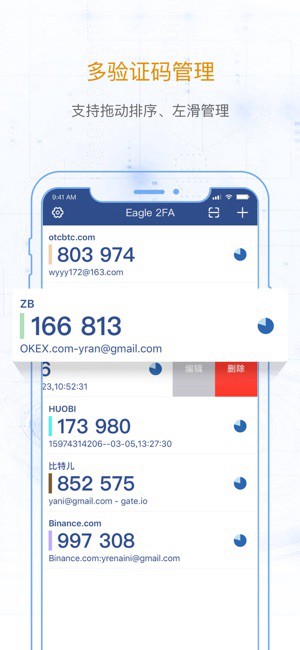 多验证码管理
支持拖动排序、左滑管理
9:41 AM
Eagle 2FA
otcbtc.com
803 974
wyyy172@163.com
ZB
166 813
OKEX.com-yran@gmail.com
6
23,10:52:31
编辑
删除
HUOBI
173 980
15974314206--03-05,13:27:30
比特儿
852 575
yani@gmail.com - gate.io
Binance.com
997 308
Binance.com:yrenaini@gmail.com